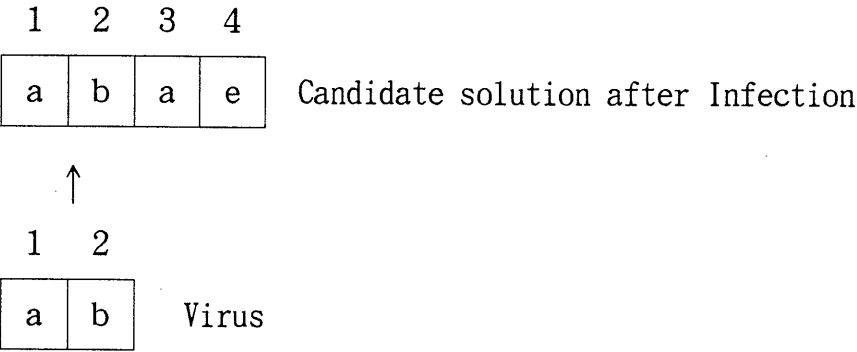 1 2 3 4
a b a e Candidate solution after Infection
↑
1 2
a b Virus